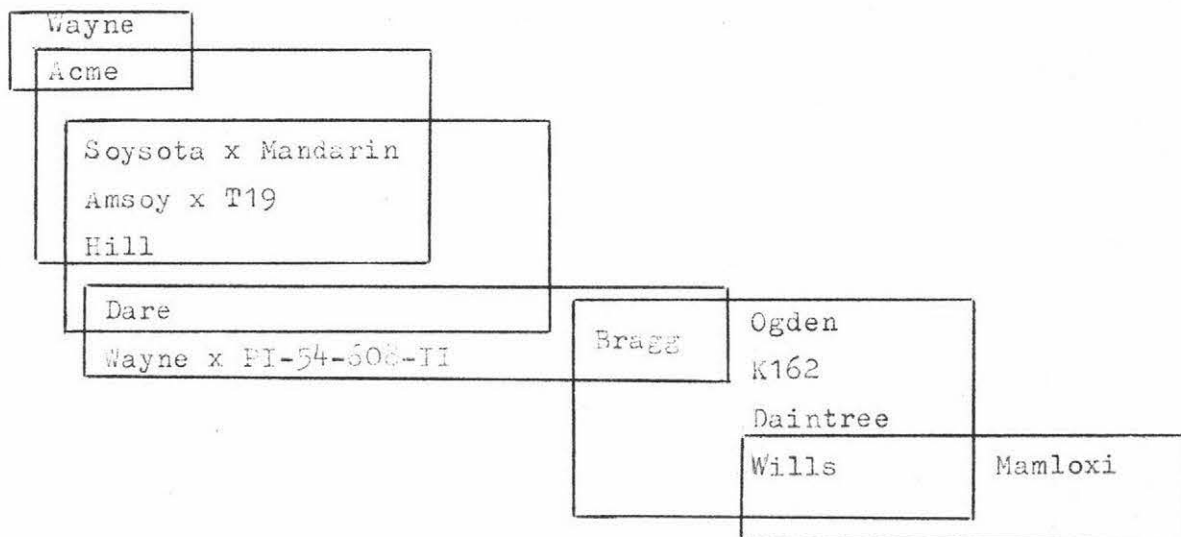 Wayne
Acme
Soysota x Mandarin
Amsoy x T19
Hill
Dare
Wayne x PI-54-608-II
Bragg
Ogden
K162
Daintree
Wills
Mamloxi